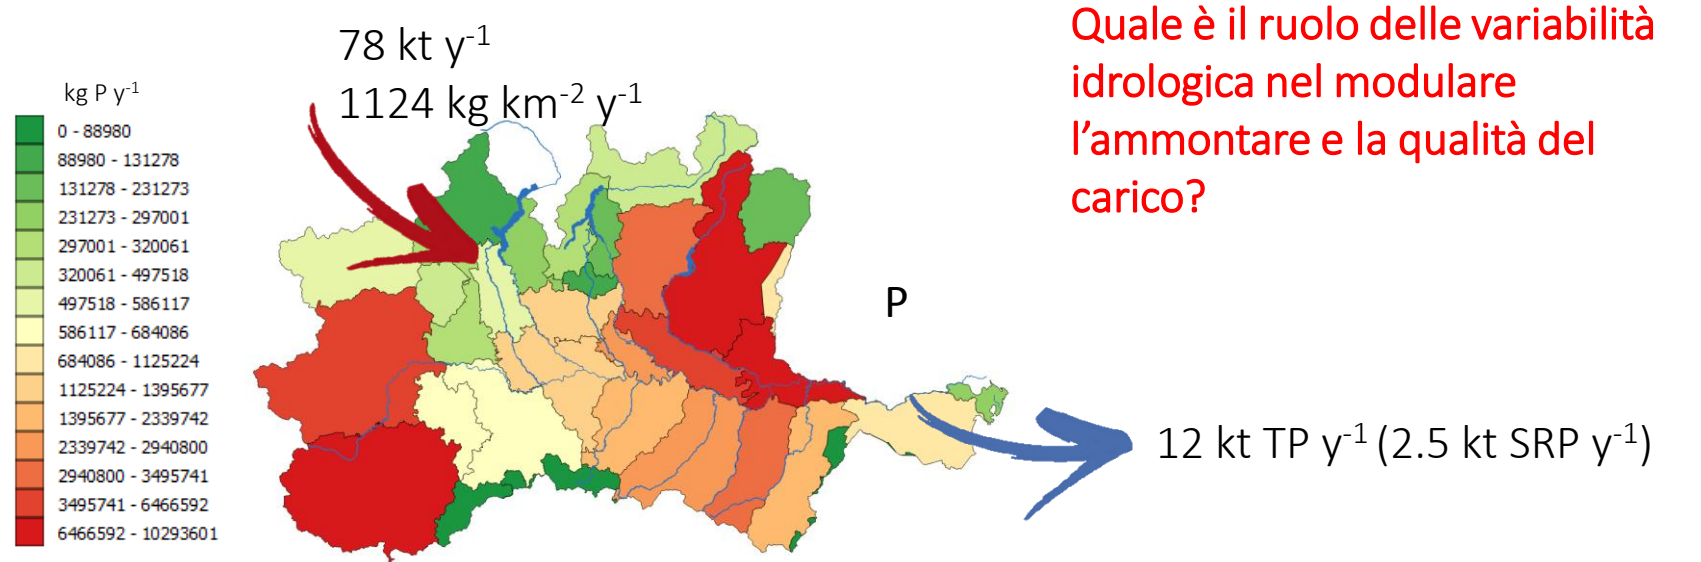 78 kt y-1
1124 kg km-2 y-1
Quale è il ruolo delle variabilità
idrologica nel modulare
l’ammontare e la qualità del
carico?
kg P y-1
0 - 88980
88980 - 131278
131278 - 231273
231273 - 297001
297001 - 320061
320061 - 497518
497518 - 586117
586117 - 684086
684086 - 1125224
1125224 - 1395677
1395677 - 2339742
2339742 - 2940800
2940800 - 3495741
3495741 - 6466592
6466592 - 10293601
P
12 kt TP y-1 (2.5 kt SRP y-1)